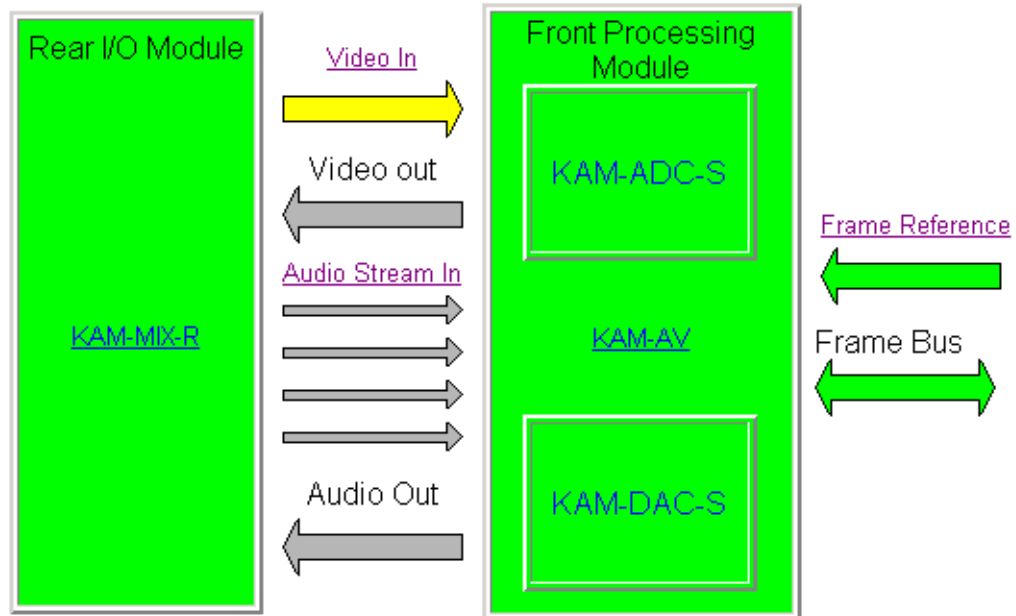 Rear I/O Module
KAM-MIX-R
Video In
Video out
Audio Stream In
Audio Out
Front Processing
Module
KAM-ADC-S
KAM-AV
KAM-DAC-S
Frame Reference
Frame Bus